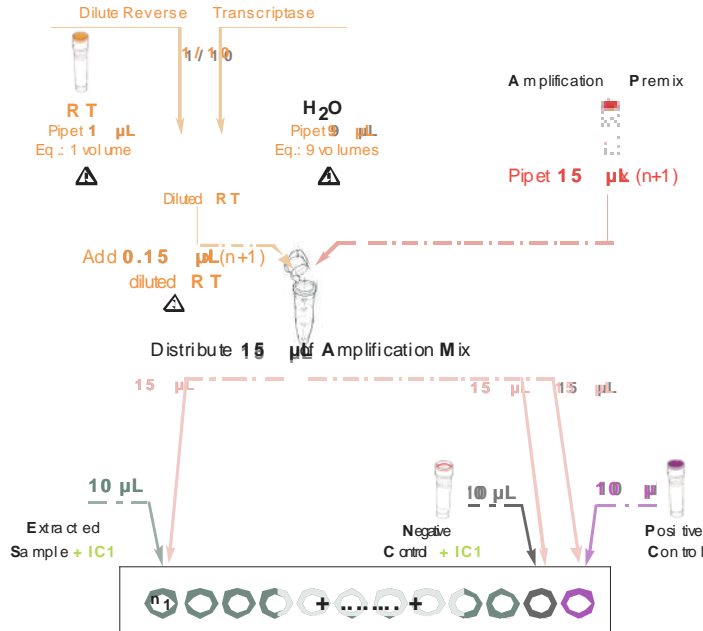 Dilute Reverse Transcriptase
1/10
RT
Pipet 1 µL
Eq.: 1 volume
H2O
Pipet 9 µL
Eq.: 9 volumes
Amplification Premix
Pipet 15 µL x (n+1)
Diluted RT
Add 0.15 µL x (n+1)
diluted RT
Distribute 15 µL of Amplification Mix
15 µL
15 µL
15 µL
10 µL
Extracted
Sample + IC1
10 µL
Negative
Control + IC1
10 µ
Positive
Control
n1
+ ........ +